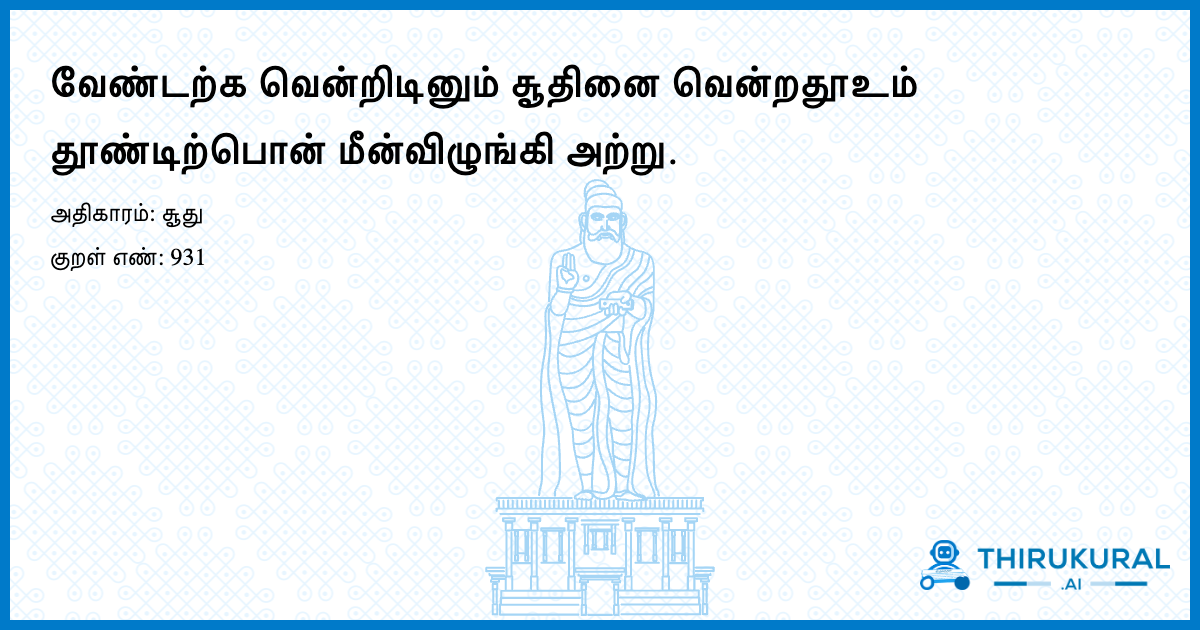 வேண்டற்க வென்றிடினும் சூதினை வென்றதூஉம்
தூண்டிற்பொன் மீன்விழுங்கி அற்று.
அதிகாரம்: சூது
குறள் எண்: 931
THIRUKURAL
.AI